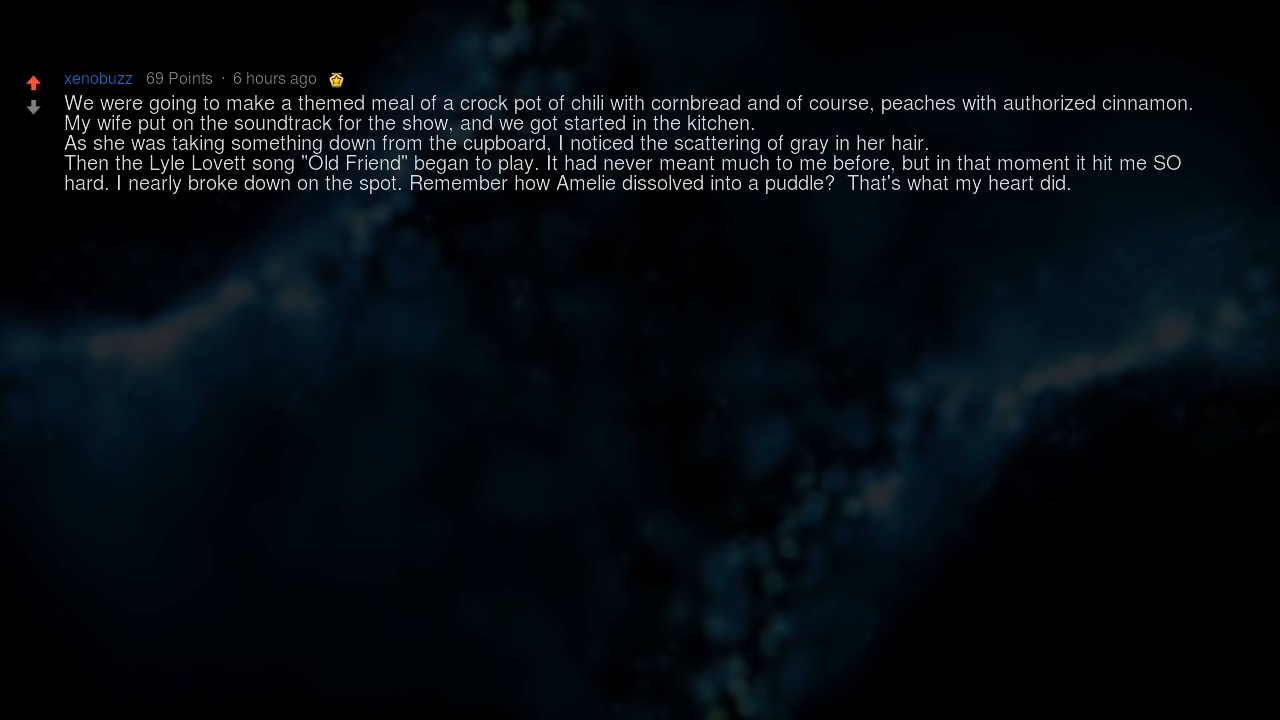 xenobuzz 69 Points · 6 hours ago
We were going to make a themed meal of a crock pot of chili with cornbread and of course, peaches with authorized cinnamon.
My wife put on the soundtrack for the show, and we got started in the kitchen.
As she was taking something down from the cupboard, I noticed the scattering of gray in her hair.
Then the Lyle Lovett song "Old Friend" began to play. It had never meant much to me before, but in that moment it hit me SO
hard. I nearly broke down on the spot. Remember how Amelie dissolved into a puddle?  That's what my heart did.